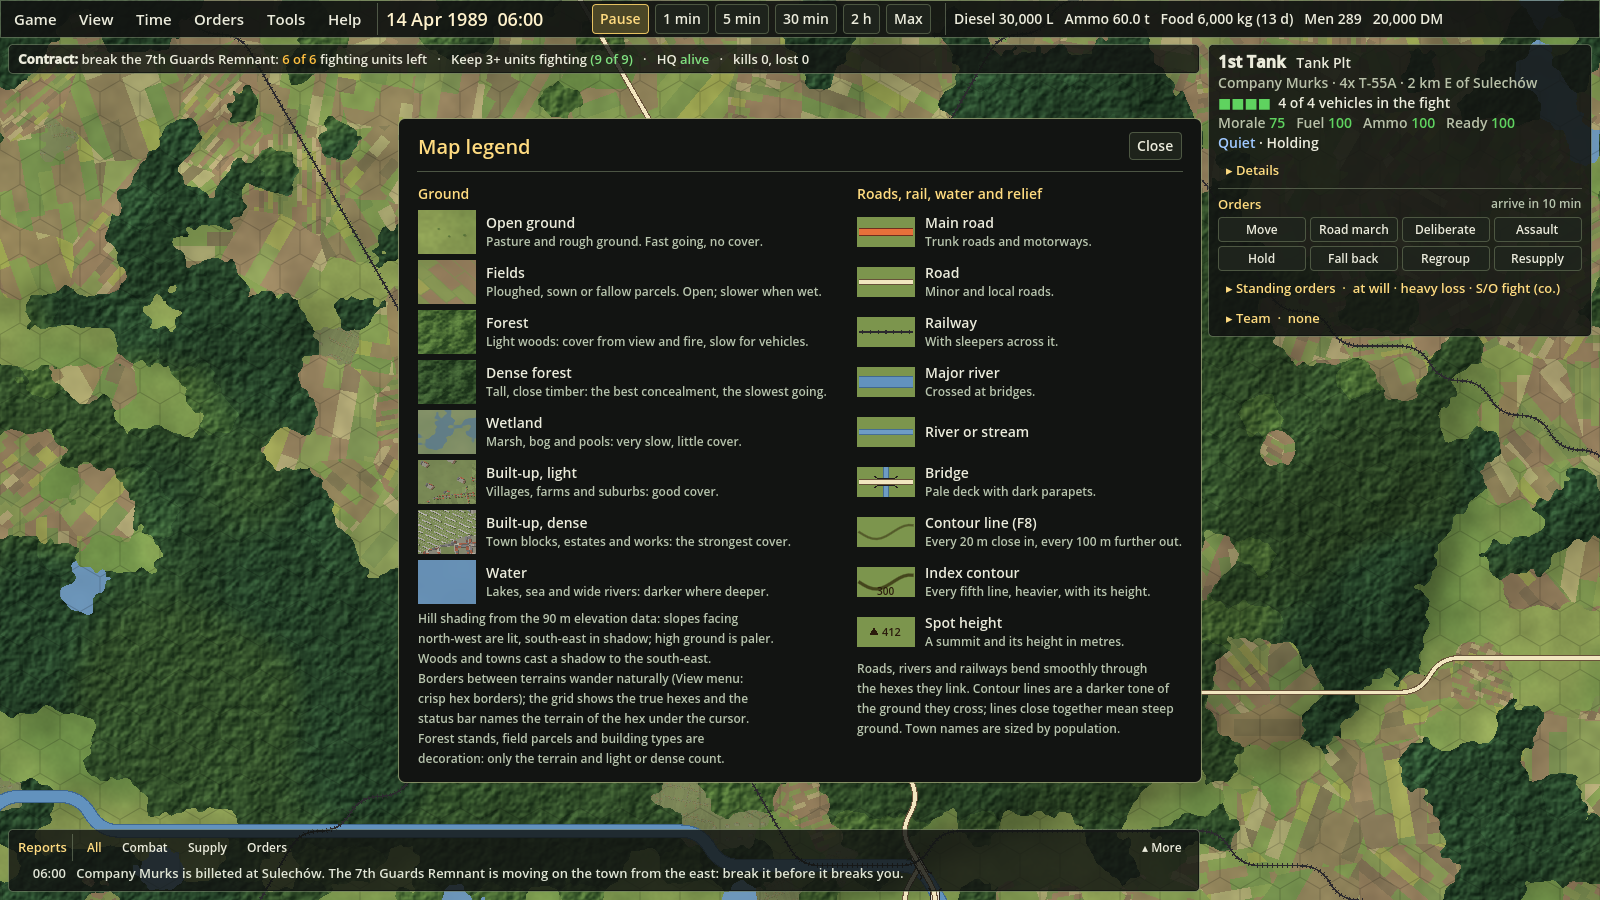 Game View Time Orders Tools Help 14 Apr 1989 06:00 Pause 1 min 5 min 30 min 2 h Max Diesel 30,000 L Ammo 60.0 t Food 6,000 kg (13 d) Men 289 20,000 DM
Contract: break the 7th Guards Remnant: 6 of 6 fighting units left · Keep 3+ units fighting (9 of 9) · HQ alive · kills 0, lost 0
1st Tank Tank Plt
Company Murks · 4x T-55A · 2 km E of Sulechów
4 of 4 vehicles in the fight
Morale 75 Fuel 100 Ammo 100 Ready 100
Quiet · Holding
▸ Details
Orders arrive in 10 min
Move Road march Deliberate Assault
Hold Fall back Regroup Resupply
▸ Standing orders · at will · heavy loss · S/O fight (co.)
▸ Team · none
Map legend Close
Ground
Open ground
Pasture and rough ground. Fast going, no cover.
Fields
Ploughed, sown or fallow parcels. Open; slower when wet.
Forest
Light woods: cover from view and fire, slow for vehicles.
Dense forest
Tall, close timber: the best concealment, the slowest going.
Wetland
Marsh, bog and pools: very slow, little cover.
Built-up, light
Villages, farms and suburbs: good cover.
Built-up, dense
Town blocks, estates and works: the strongest cover.
Water
Lakes, sea and wide rivers: darker where deeper.
Hill shading from the 90 m elevation data: slopes facing
north-west are lit, south-east in shadow; high ground is paler.
Woods and towns cast a shadow to the south-east.
Borders between terrains wander naturally (View menu:
crisp hex borders); the grid shows the true hexes and the
status bar names the terrain of the hex under the cursor.
Forest stands, field parcels and building types are
decoration: only the terrain and light or dense count.
Roads, rail, water and relief
Main road
Trunk roads and motorways.
Road
Minor and local roads.
Railway
With sleepers across it.
Major river
Crossed at bridges.
River or stream
Bridge
Pale deck with dark parapets.
Contour line (F8)
Every 20 m close in, every 100 m further out.
300
Index contour
Every fifth line, heavier, with its height.
▲ 412
Spot height
A summit and its height in metres.
Roads, rivers and railways bend smoothly through
the hexes they link. Contour lines are a darker tone of
the ground they cross; lines close together mean steep
ground. Town names are sized by population.
Reports All Combat Supply Orders ▴ More
06:00 Company Murks is billeted at Sulechów. The 7th Guards Remnant is moving on the town from the east: break it before it breaks you.